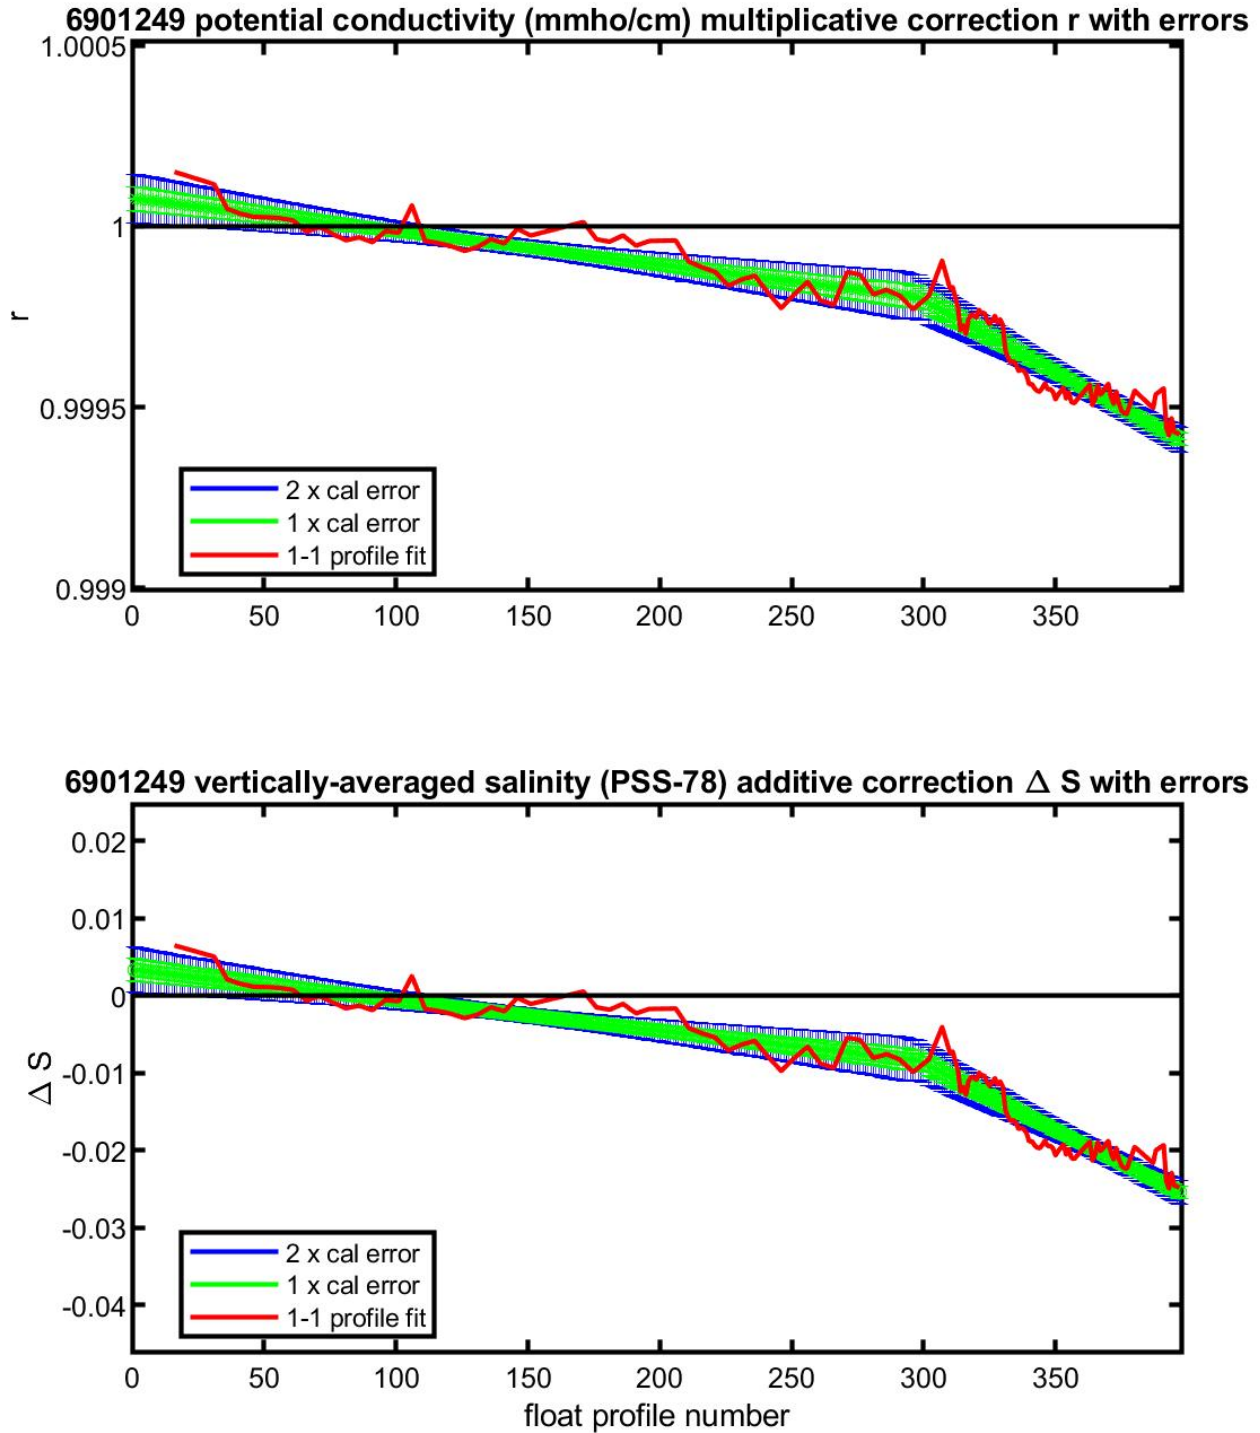 6901249 potential conductivity (mmho/cm) multiplicative correction r with errors
1.0005
1
0.9995
0.999
r
2 x cal error
1 x cal error
1-1 profile fit
0 50 100 150 200 250 300 350
6901249 vertically-averaged salinity (PSS-78) additive correction Δ S with errors
0.02
0.01
0
-0.01
-0.02
-0.03
-0.04
Δ S
2 x cal error
1 x cal error
1-1 profile fit
0 50 100 150 200 250 300 350
float profile number